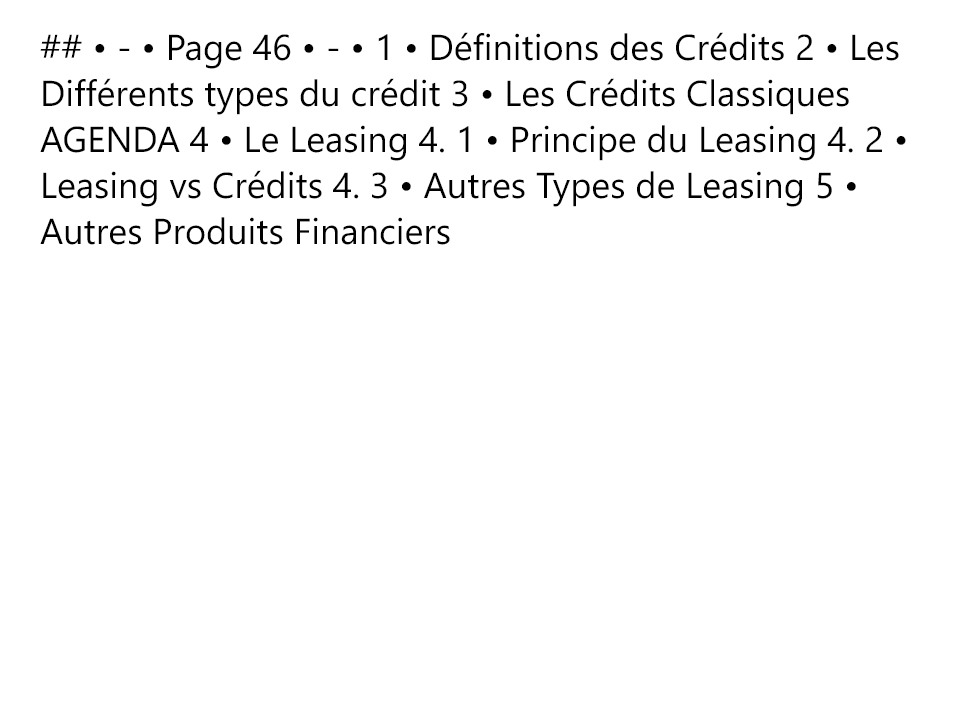 ## • - • Page 46 • - • 1 • Définitions des Crédits 2 • Les
Différents types du crédit 3 • Les Crédits Classiques
AGENDA 4 • Le Leasing 4. 1 • Principe du Leasing 4. 2 •
Leasing vs Crédits 4. 3 • Autres Types de Leasing 5 •
Autres Produits Financiers